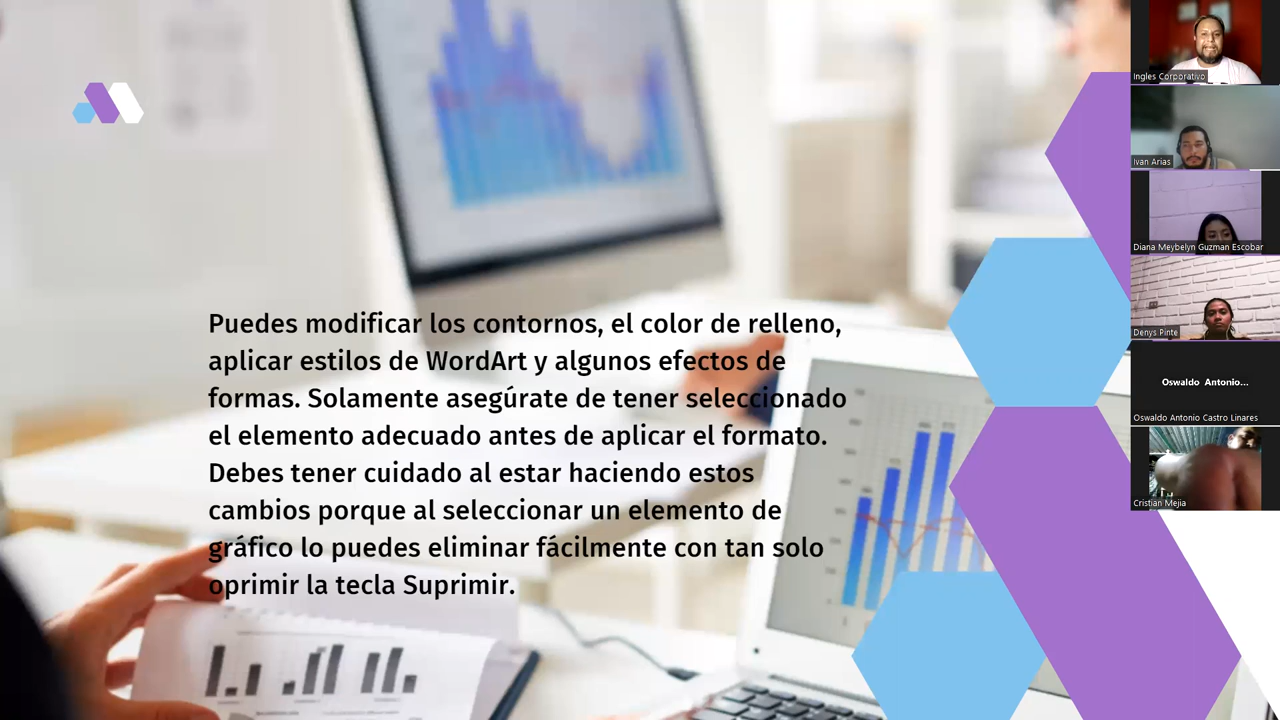 Puedes modificar los contornos, el color de relleno,
aplicar estilos de WordArt y algunos efectos de
formas. Solamente asegúrate de tener seleccionado
el elemento adecuado antes de aplicar el formato.
Debes tener cuidado al estar haciendo estos
cambios porque al seleccionar un elemento de
gráfico lo puedes eliminar fácilmente con tan solo
oprimir la tecla Suprimir.
Ingles Corporativo
Ivan Arias
Diana Meybelyn Guzman Escobar
Denys Pinte
Oswaldo Antonio...
Oswaldo Antonio Castro Linares
Cristian Mejia